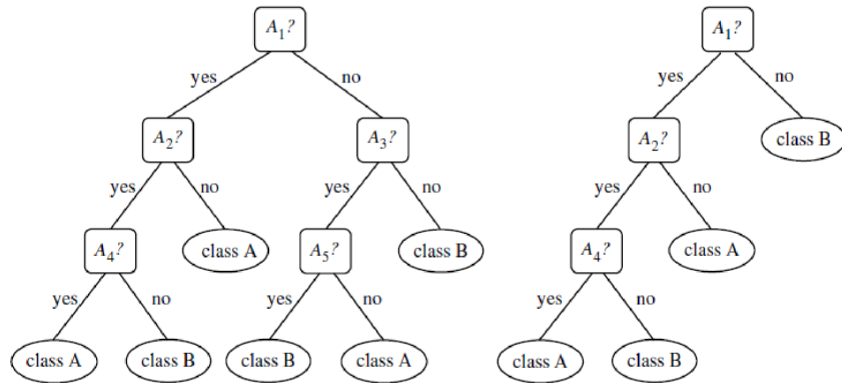 A1? A1?
yes no yes no
A2? A3? A2? class B
yes no yes no yes no
A4? class A A5? class B A4? class A
yes no yes no yes no
class A class B class B class A class A class B